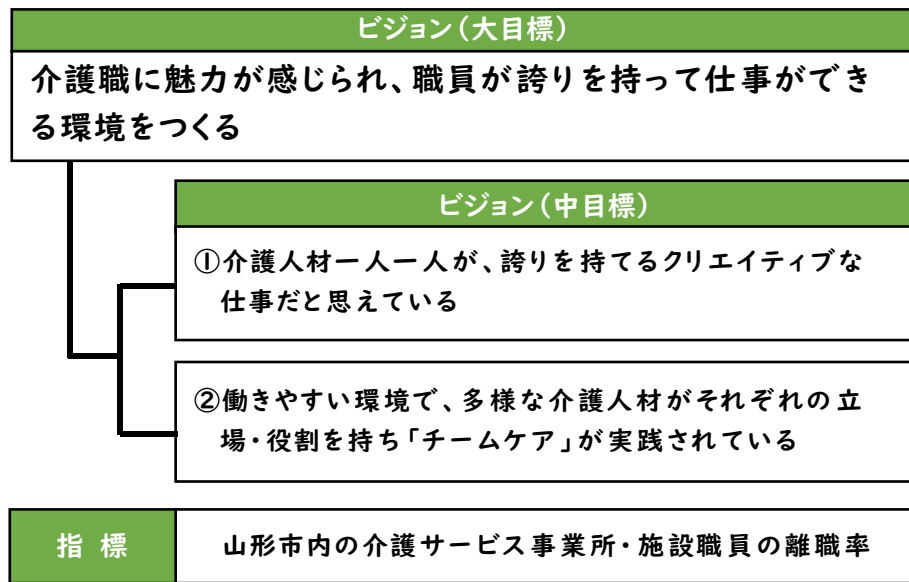 ビジョン(大目標)
介護職に魅力が感じられ、職員が誇りを持って仕事ができ
る環境をつくる
ビジョン(中目標)
①介護人材一人一人が、誇りを持てるクリエイティブな
仕事だと思えている
②働きやすい環境で、多様な介護人材がそれぞれの立
場・役割を持ち「チームケア」が実践されている
指 標
山形市内の介護サービス事業所・施設職員の離職率